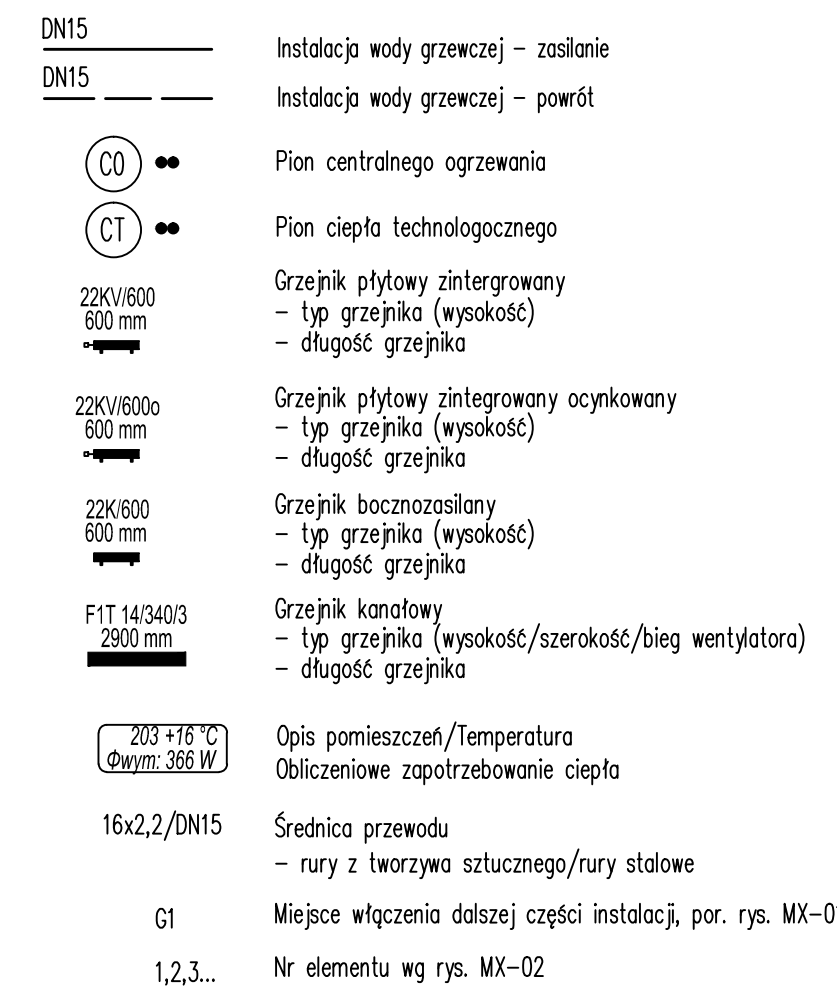 DN15
Instalacja wody grzewczej – zasilanie
DN15
Instalacja wody grzewczej – powrót
CO
Pion centralnego ogrzewania
CT
Pion ciepła technologocznego
22KV/600
600 mm
Grzejnik płytowy zintergrowany
– typ grzejnika (wysokość)
– długość grzejnika
22KV/600o
600 mm
Grzejnik płytowy zintegrowany ocynkowany
– typ grzejnika (wysokość)
– długość grzejnika
22K/600
600 mm
Grzejnik bocznozasilany
– typ grzejnika (wysokość)
– długość grzejnika
F1T 14/340/3
2900 mm
Grzejnik kanałowy
– typ grzejnika (wysokość/szerokość/bieg wentylatora)
– długość grzejnika
203 +16 °C
Φwym: 366 W
Opis pomieszczeń/Temperatura
Obliczeniowe zapotrzebowanie ciepła
16x2,2/DN15
Średnica przewodu
– rury z tworzywa sztucznego/rury stalowe
G1
Miejsce włączenia dalszej części instalacji, por. rys.
1,2,3...
Nr elementu wg rys. MX–02